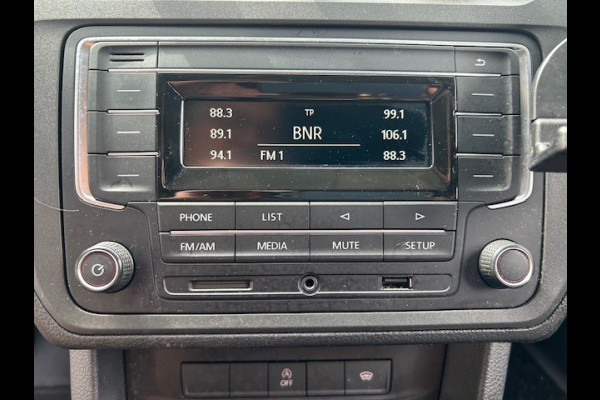 88.3 TP 99.1
89.1 BNR 106.1
94.1 FM 1 88.3
PHONE LIST
FM/AM MEDIA MUTE SETUP
OFF